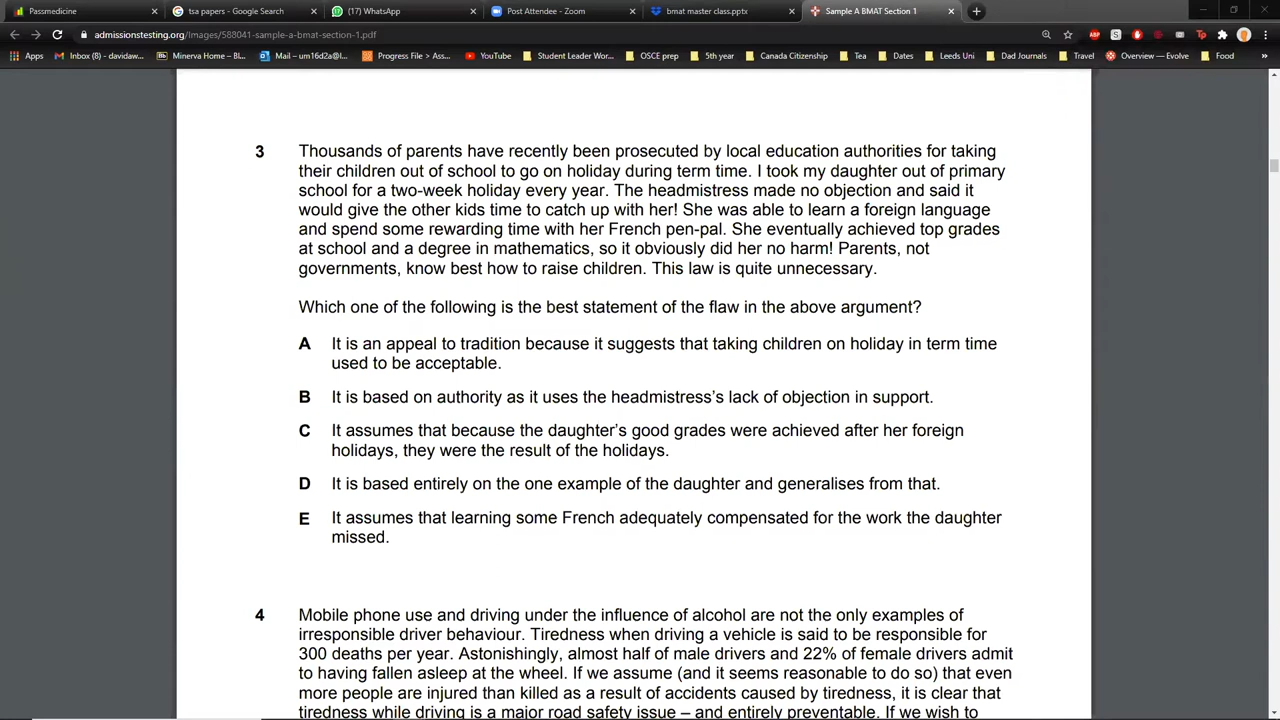 Passmedicine
tsa papers - Google Search
(17) WhatsApp
Post Attendee - Zoom
bmat master class.pptx
Sample A BMAT Section 1
admissionstesting.org/Images/588041-sample-a-bmat-section-1.pdf
Apps
Inbox (8) - davidaw...
Minerva Home – Bl...
Mail – um16d2a@l...
Progress File > Ass...
YouTube
Student Leader Wor...
OSCE prep
5th year
Canada Citizenship
Tea
Dates
Leeds Uni
Dad Journals
Travel
Overview — Evolve
Food
3 Thousands of parents have recently been prosecuted by local education authorities for taking
their children out of school to go on holiday during term time. I took my daughter out of primary
school for a two-week holiday every year. The headmistress made no objection and said it
would give the other kids time to catch up with her! She was able to learn a foreign language
and spend some rewarding time with her French pen-pal. She eventually achieved top grades
at school and a degree in mathematics, so it obviously did her no harm! Parents, not
governments, know best how to raise children. This law is quite unnecessary.
Which one of the following is the best statement of the flaw in the above argument?
A It is an appeal to tradition because it suggests that taking children on holiday in term time
used to be acceptable.
B It is based on authority as it uses the headmistress's lack of objection in support.
C It assumes that because the daughter's good grades were achieved after her foreign
holidays, they were the result of the holidays.
D It is based entirely on the one example of the daughter and generalises from that.
E It assumes that learning some French adequately compensated for the work the daughter
missed.
4 Mobile phone use and driving under the influence of alcohol are not the only examples of
irresponsible driver behaviour. Tiredness when driving a vehicle is said to be responsible for
300 deaths per year. Astonishingly, almost half of male drivers and 22% of female drivers admit
to having fallen asleep at the wheel. If we assume (and it seems reasonable to do so) that even
more people are injured than killed as a result of accidents caused by tiredness, it is clear that
tiredness while driving is a major road safety issue – and entirely preventable. If we wish to